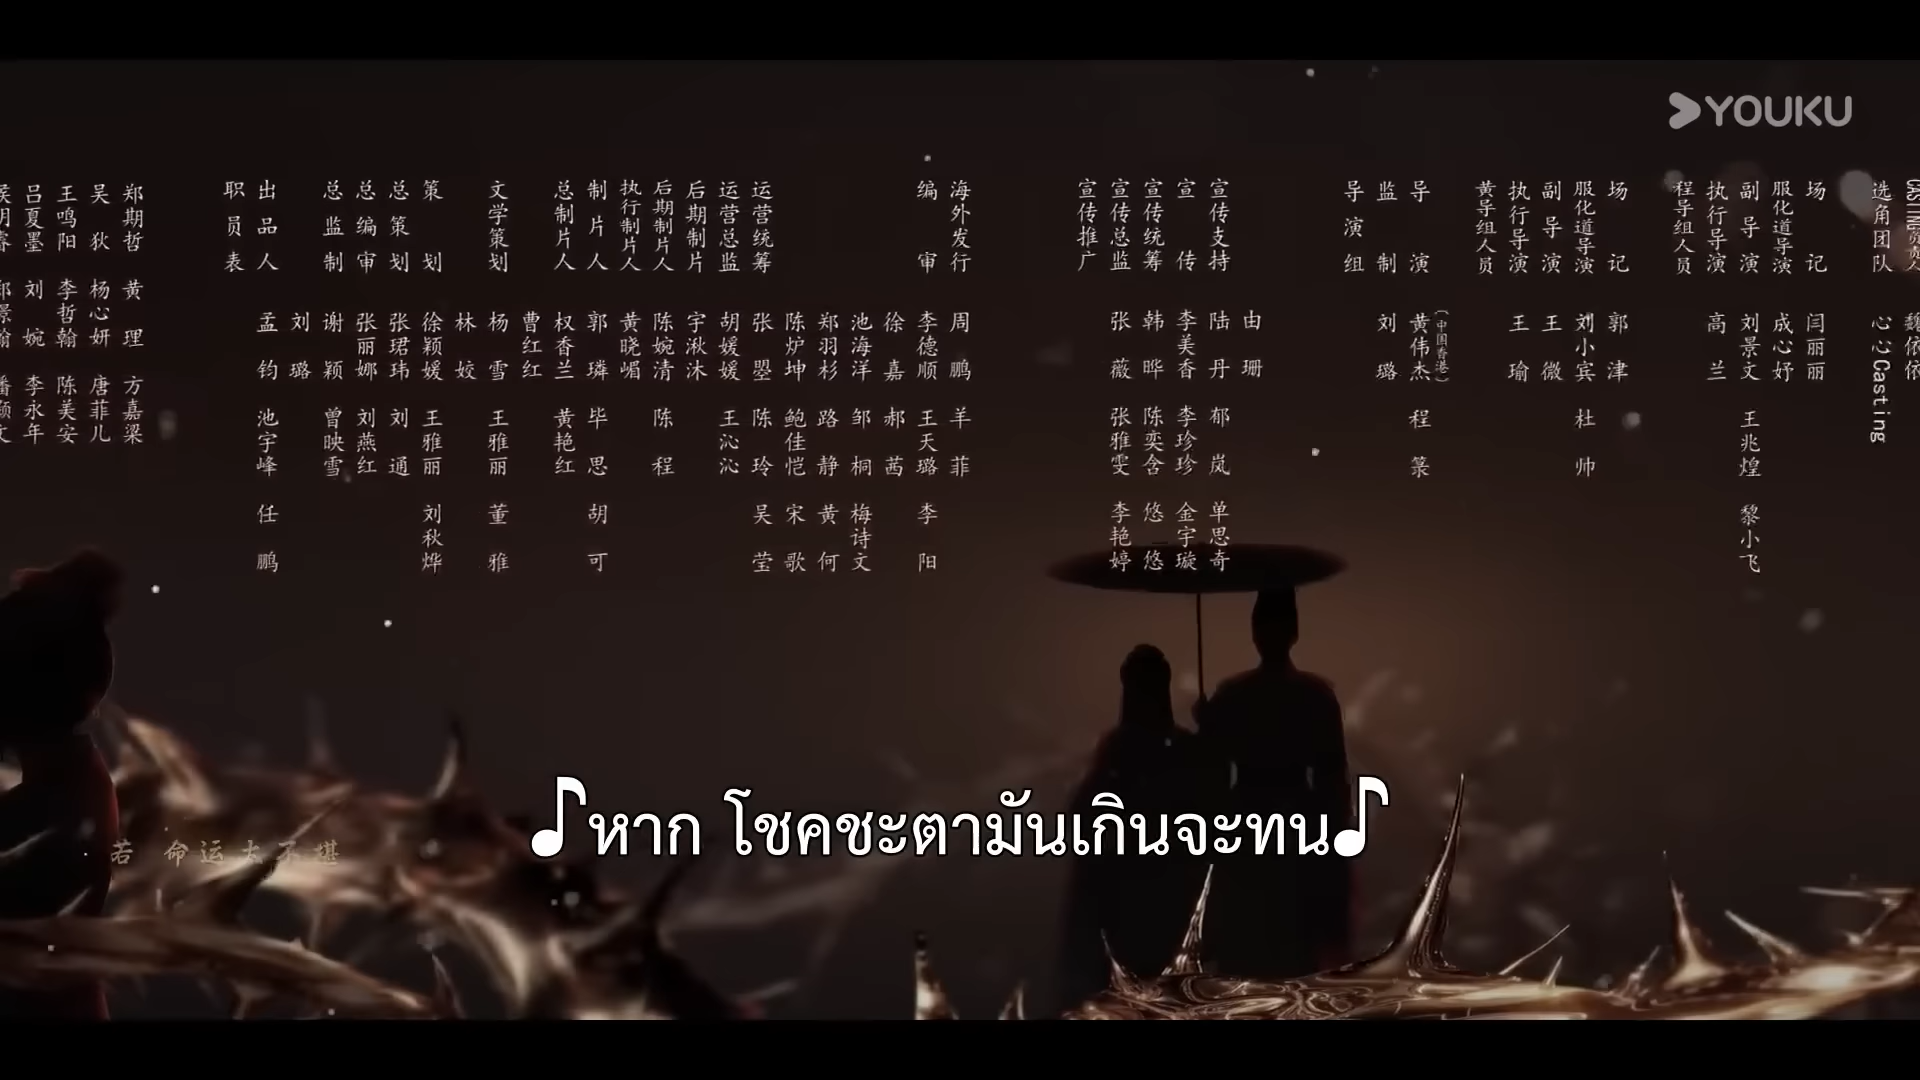 YOUKU
郑期哲 黄理 方嘉梁
吴狄 杨心妍 唐菲儿
王鸣阳 李哲翰 陈美安
吕夏墨 刘婉 李永年
职员表
出品人 孟钧 池宇峰 任鹏
刘璐
总监制 谢颖 曾映雪
总编审 张丽娜 刘燕红
总策划 张珺玮 刘通
策划 徐颖媛 王雅丽 刘秋烨
林姣
文学策划 杨雪 王雅丽 董雅
曹红红
总制片人 权香兰 黄艳红
制片人 郭璘 毕思 胡可
执行制片人 黄晓嵋
后期制片人 陈婉清 陈程
后期制片 宇湫沐
运营总监 胡媛媛 王沁沁
运营统筹 张曌 陈玲 吴莹
陈炉坤 鲍佳恺 宋歌
郑羽杉 路静 黄何
池海洋 邹桐 梅诗文
徐嘉 郝茜
编审 李德顺 王天璐 李阳
海外发行 周鹏 羊菲
宣传推广
宣传总监 张薇 张雅雯 李艳婷
宣传统筹 韩晔 陈奕含 悠悠
宣传 李美香 李珍珍 金宇璇
宣传支持 陆丹 郁岚 单思奇
由珊
导演组
监制 刘璐
导演 黄伟杰(中国香港) 程箓
黄导组人员
执行导演 王瑜
副导演 王微
服化道导演 刘小宾 杜帅
场记 郭津
程导组人员
执行导演 高兰
副导演 刘景文 王兆煌 黎小飞
服化道导演 成心妤
场记 闫丽丽
选角团队 心心Casting
♪หาก โชคชะตามันเกินจะทน♪
若 命运太不堪